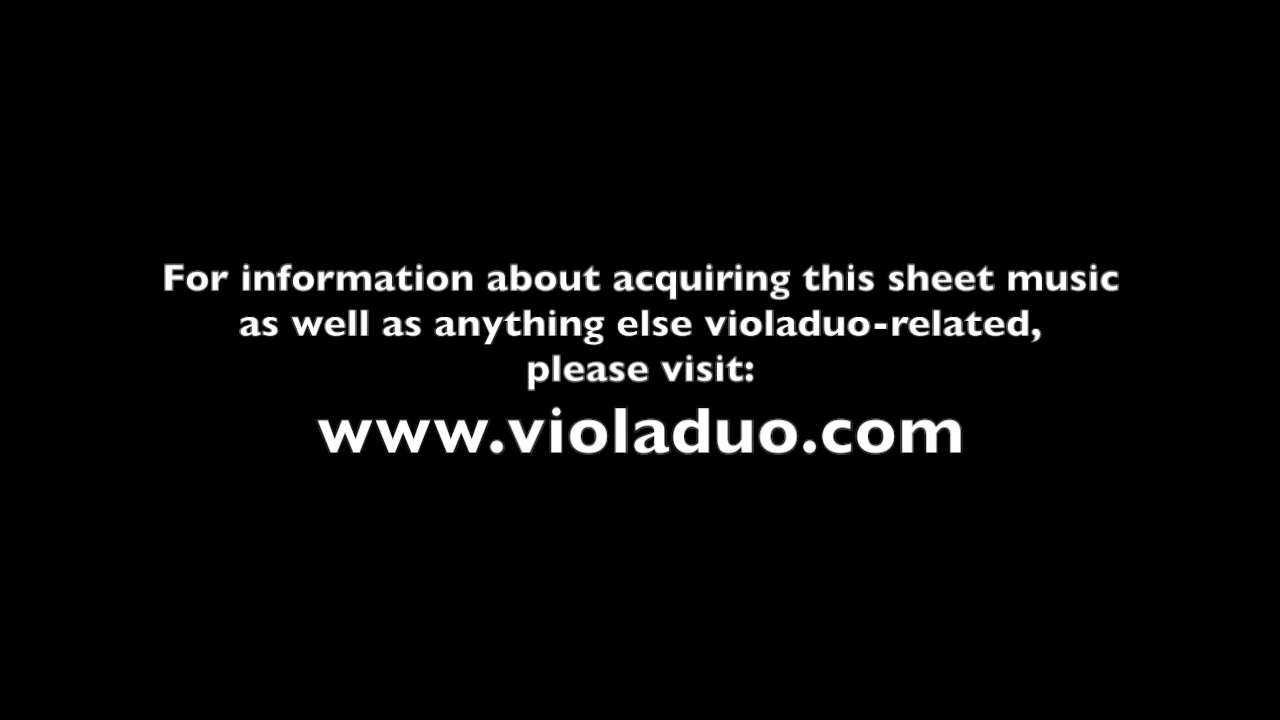 For information about acquiring this sheet music
as well as anything else violaduo-related,
please visit:
www.violaduo.com